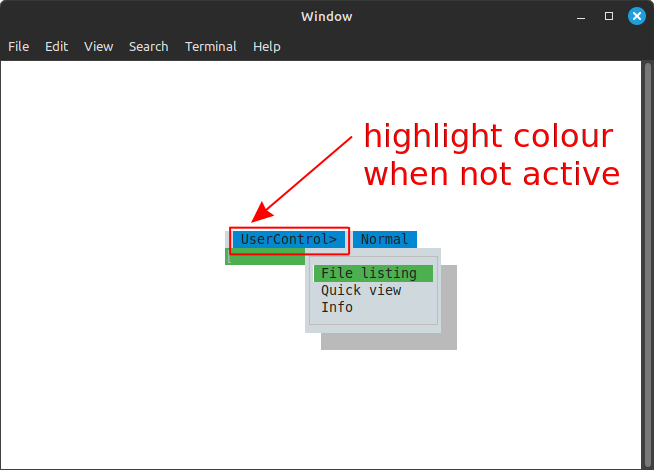 Window
File Edit View Search Terminal Help
highlight colour
when not active
UserControl> Normal
File listing
Quick view
Info